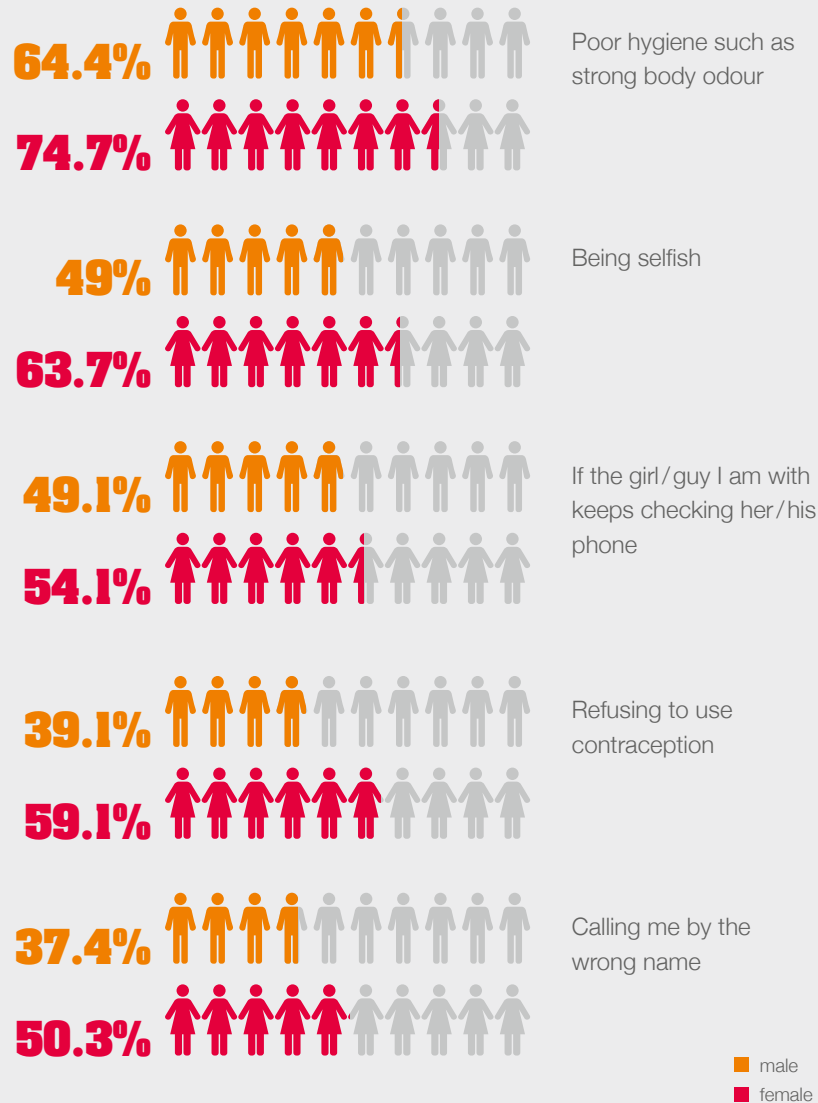 64.4%
Poor hygiene such as
strong body odour
74.7%
49%
Being selfish
63.7%
49.1%
If the girl/guy I am with
keeps checking her/his
phone
54.1%
39.1%
Refusing to use
contraception
59.1%
37.4%
Calling me by the
wrong name
50.3%
male
female